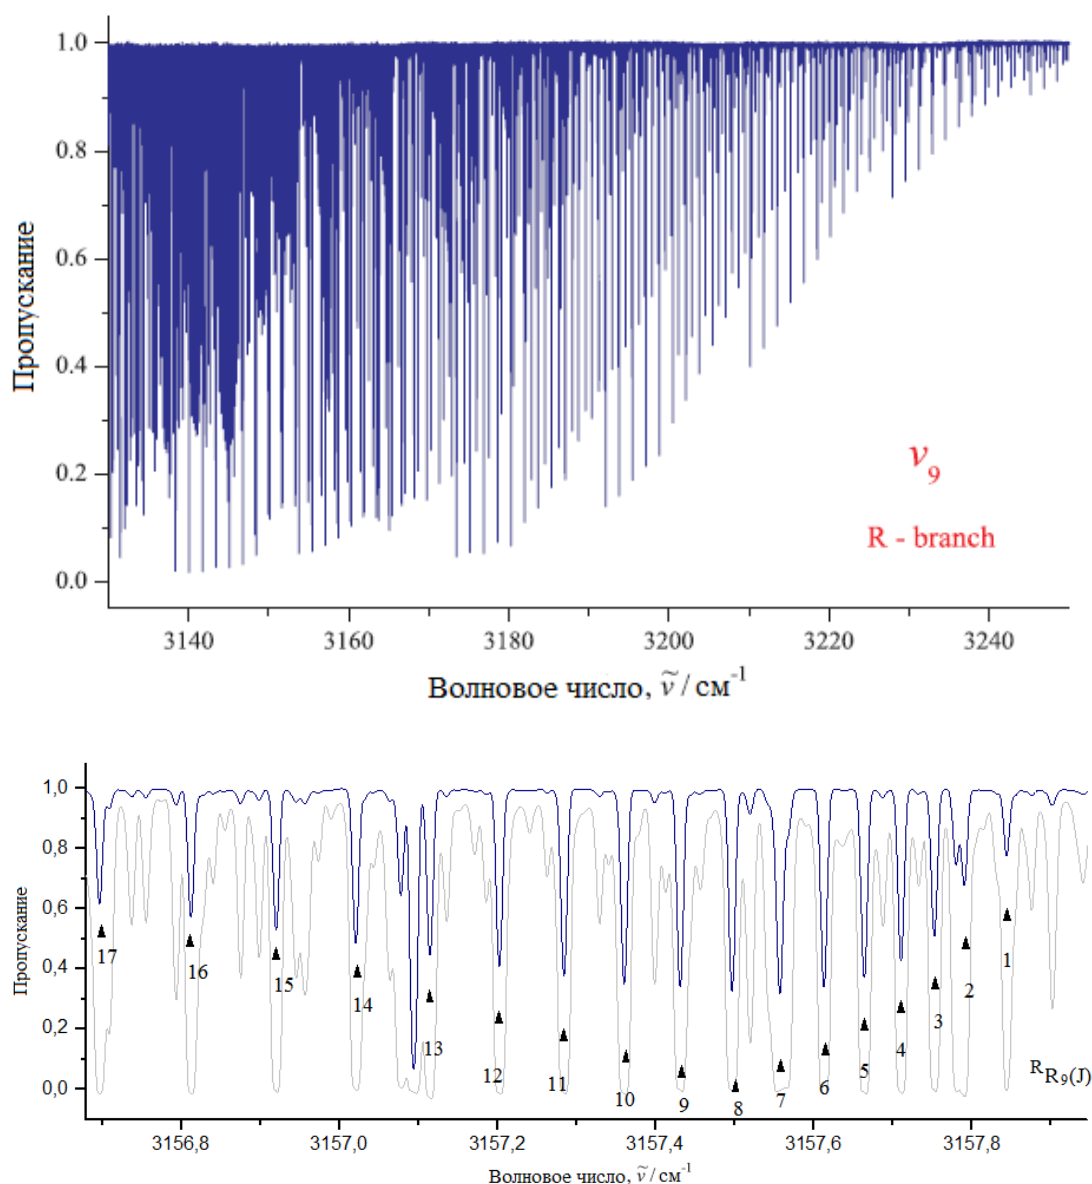 1.0
0.8
0.6
0.4
0.2
0.0
Пропускание
ν9
R - branch
3140 3160 3180 3200 3220 3240
Волновое число, ν̃ / см⁻¹
1,0
0,8
0,6
0,4
0,2
0,0
Пропускание
17 16 15 14 13 12 11 10 9 8 7 6 5 4 3 2 1
ᴿR₉(J)
3156,8 3157,0 3157,2 3157,4 3157,6 3157,8
Волновое число, ν̃ / см⁻¹